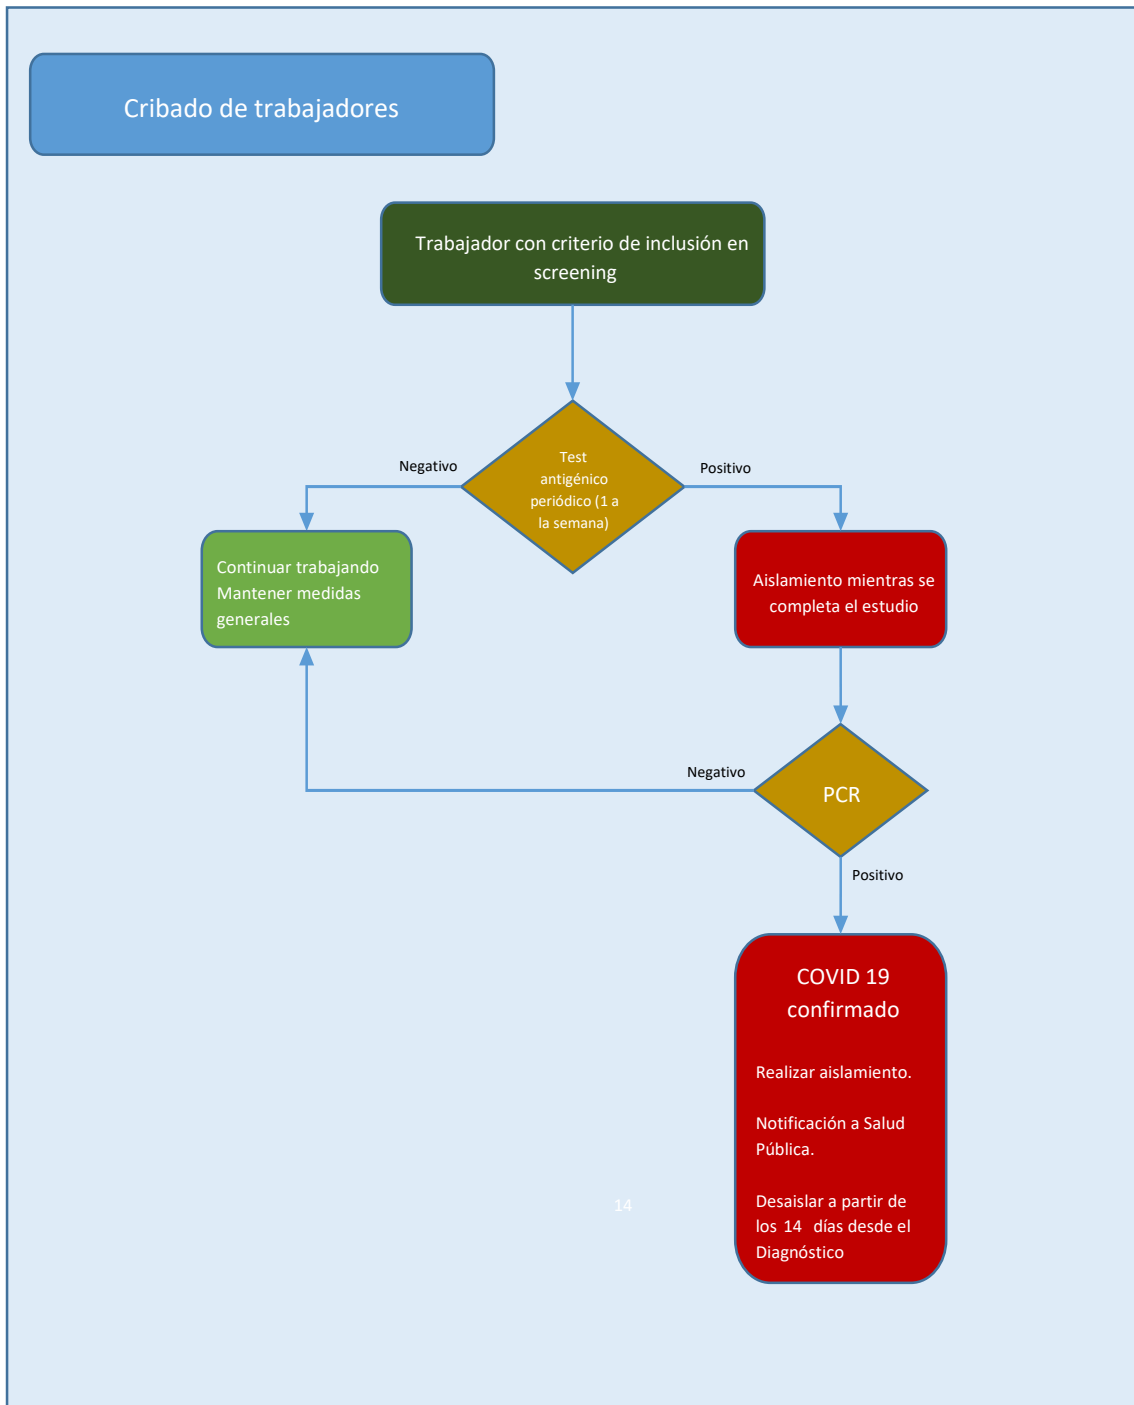 Cribado de trabajadores
Trabajador con criterio de inclusión en
screening
Negativo
Test
antigénico
periódico (1 a
la semana)
Positivo
Continuar trabajando
Mantener medidas
generales
Aislamiento mientras se
completa el estudio
Negativo
PCR
Positivo
COVID 19
confirmado
Realizar aislamiento.
Notificación a Salud
Pública.
Desaislar a partir de
los 14 días desde el
Diagnóstico
14